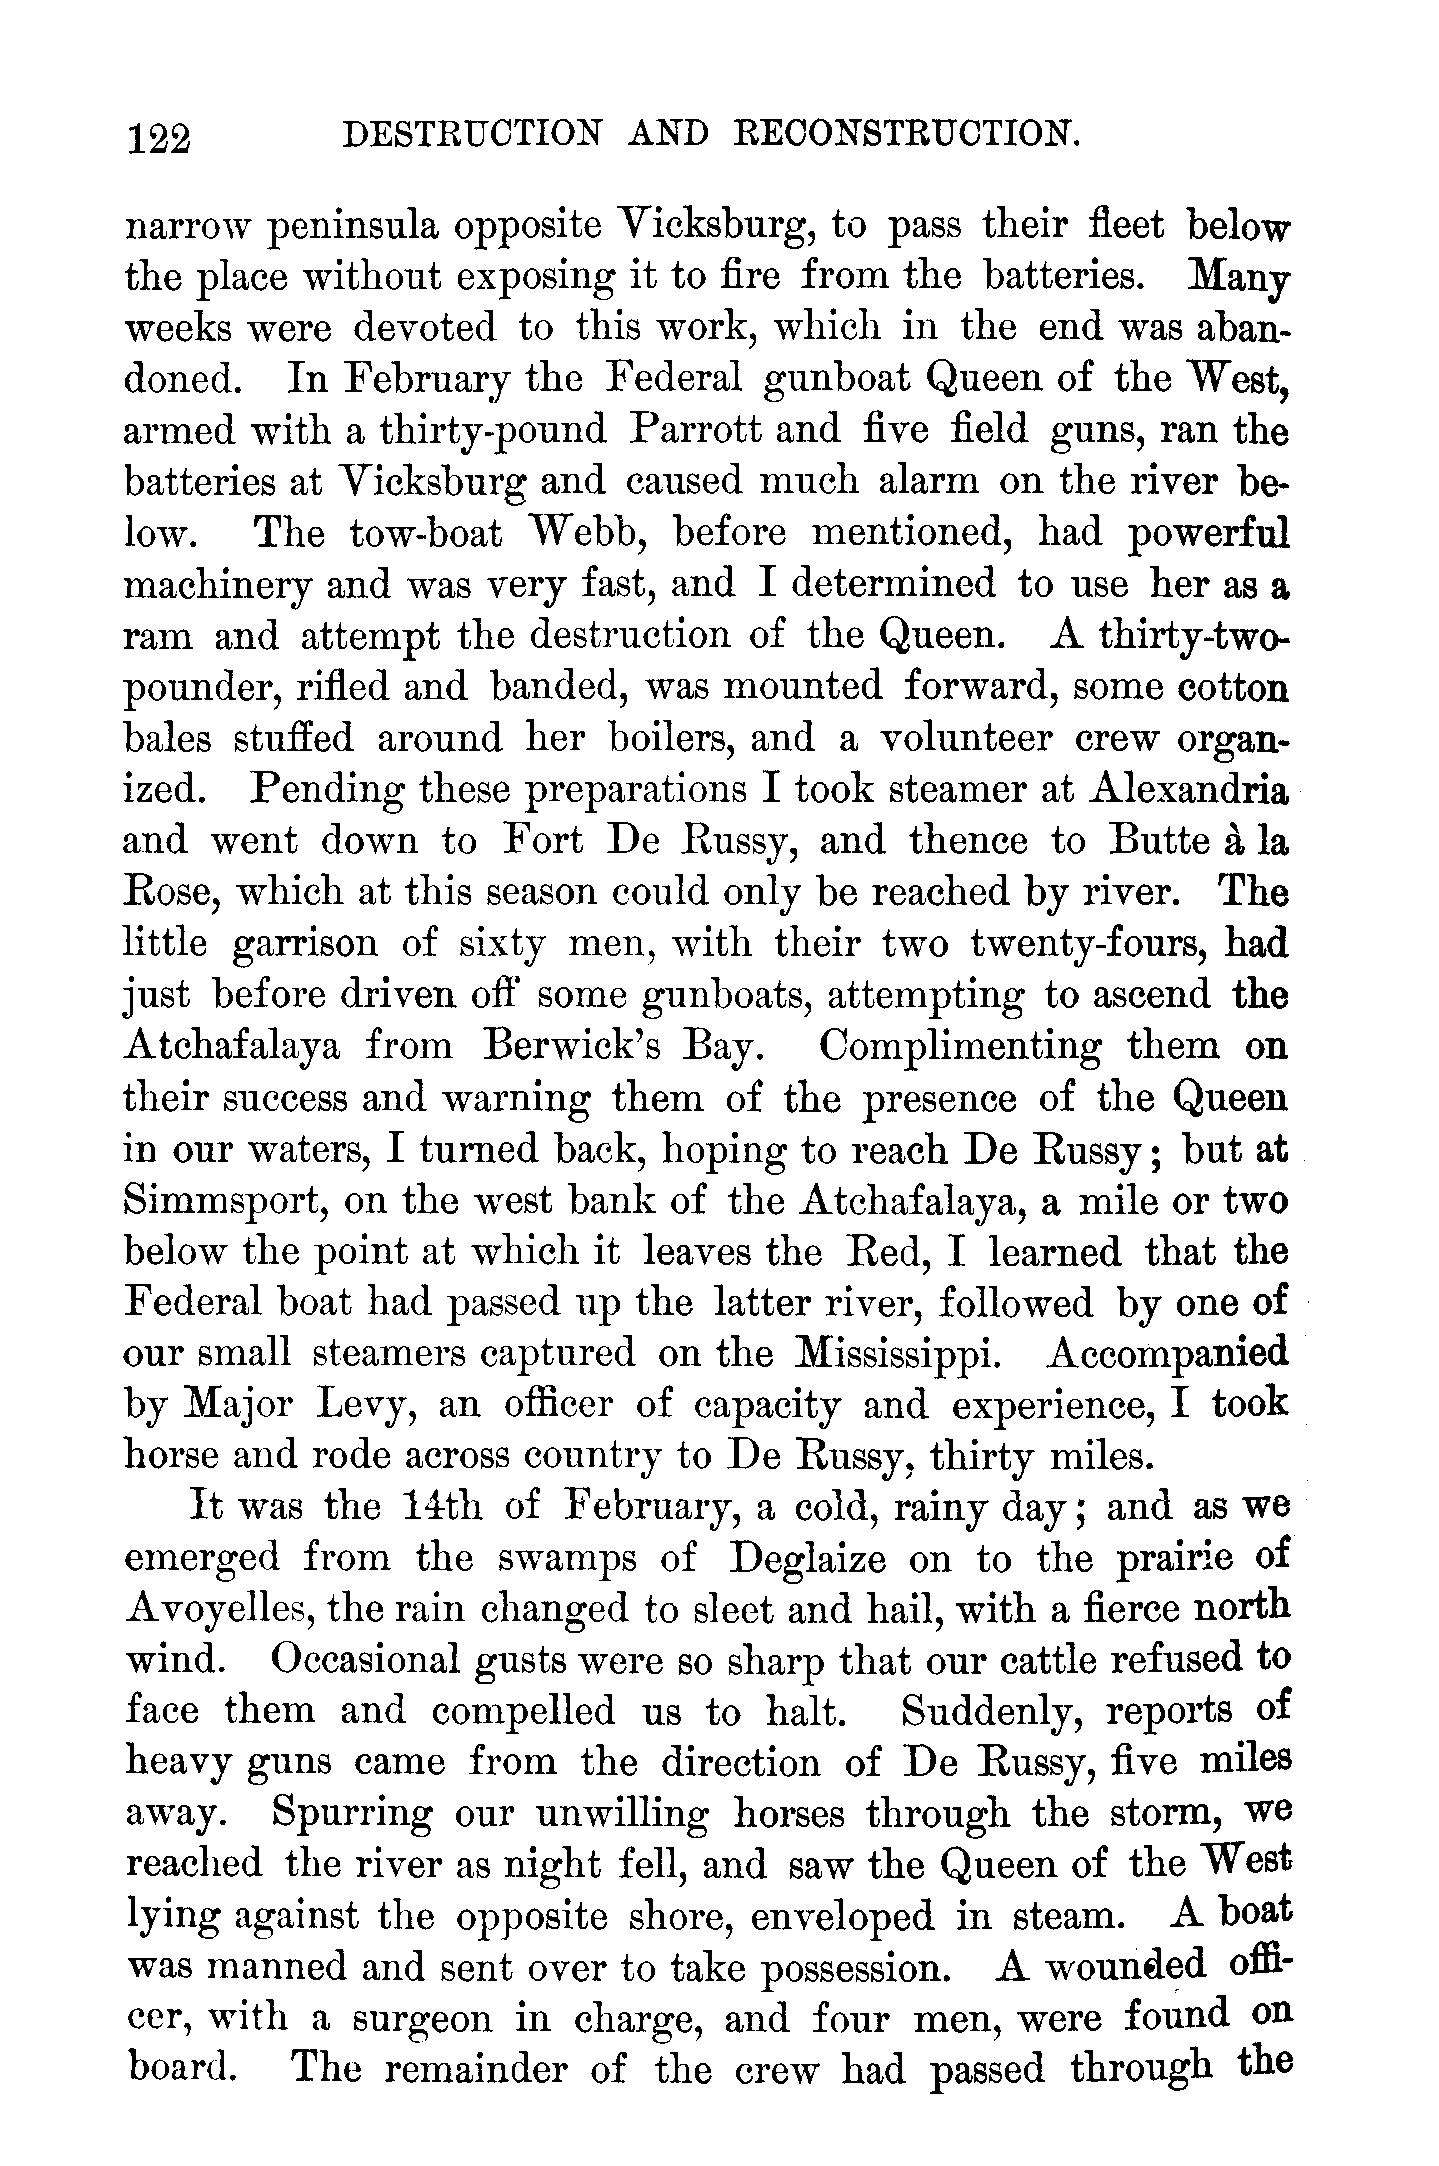 122 DESTRUCTION AND RECONSTRUCTION.
narrow peninsula opposite Vicksburg, to pass their fleet below
the place without exposing it to fire from the batteries. Many
weeks were devoted to this work, which in the end was aban-
doned. In February the Federal gunboat Queen of the West,
armed with a thirty-pound Parrott and five field guns, ran the
batteries at Vicksburg and caused much alarm on the river be-
low. The tow-boat Webb, before mentioned, had powerful
machinery and was very fast, and I determined to use her as a
ram and attempt the destruction of the Queen. A thirty-two-
pounder, rifled and banded, was mounted forward, some cotton
bales stuffed around her boilers, and a volunteer crew organ-
ized. Pending these preparations I took steamer at Alexandria
and went down to Fort De Russy, and thence to Butte à la
Rose, which at this season could only be reached by river. The
little garrison of sixty men, with their two twenty-fours, had
just before driven off some gunboats, attempting to ascend the
Atchafalaya from Berwick's Bay. Complimenting them on
their success and warning them of the presence of the Queen
in our waters, I turned back, hoping to reach De Russy; but at
Simmsport, on the west bank of the Atchafalaya, a mile or two
below the point at which it leaves the Red, I learned that the
Federal boat had passed up the latter river, followed by one of
our small steamers captured on the Mississippi. Accompanied
by Major Levy, an officer of capacity and experience, I took
horse and rode across country to De Russy, thirty miles.
It was the 14th of February, a cold, rainy day; and as we
emerged from the swamps of Deglaize on to the prairie of
Avoyelles, the rain changed to sleet and hail, with a fierce north
wind. Occasional gusts were so sharp that our cattle refused to
face them and compelled us to halt. Suddenly, reports of
heavy guns came from the direction of De Russy, five miles
away. Spurring our unwilling horses through the storm, we
reached the river as night fell, and saw the Queen of the West
lying against the opposite shore, enveloped in steam. A boat
was manned and sent over to take possession. A wounded offi-
cer, with a surgeon in charge, and four men, were found on
board. The remainder of the crew had passed through the